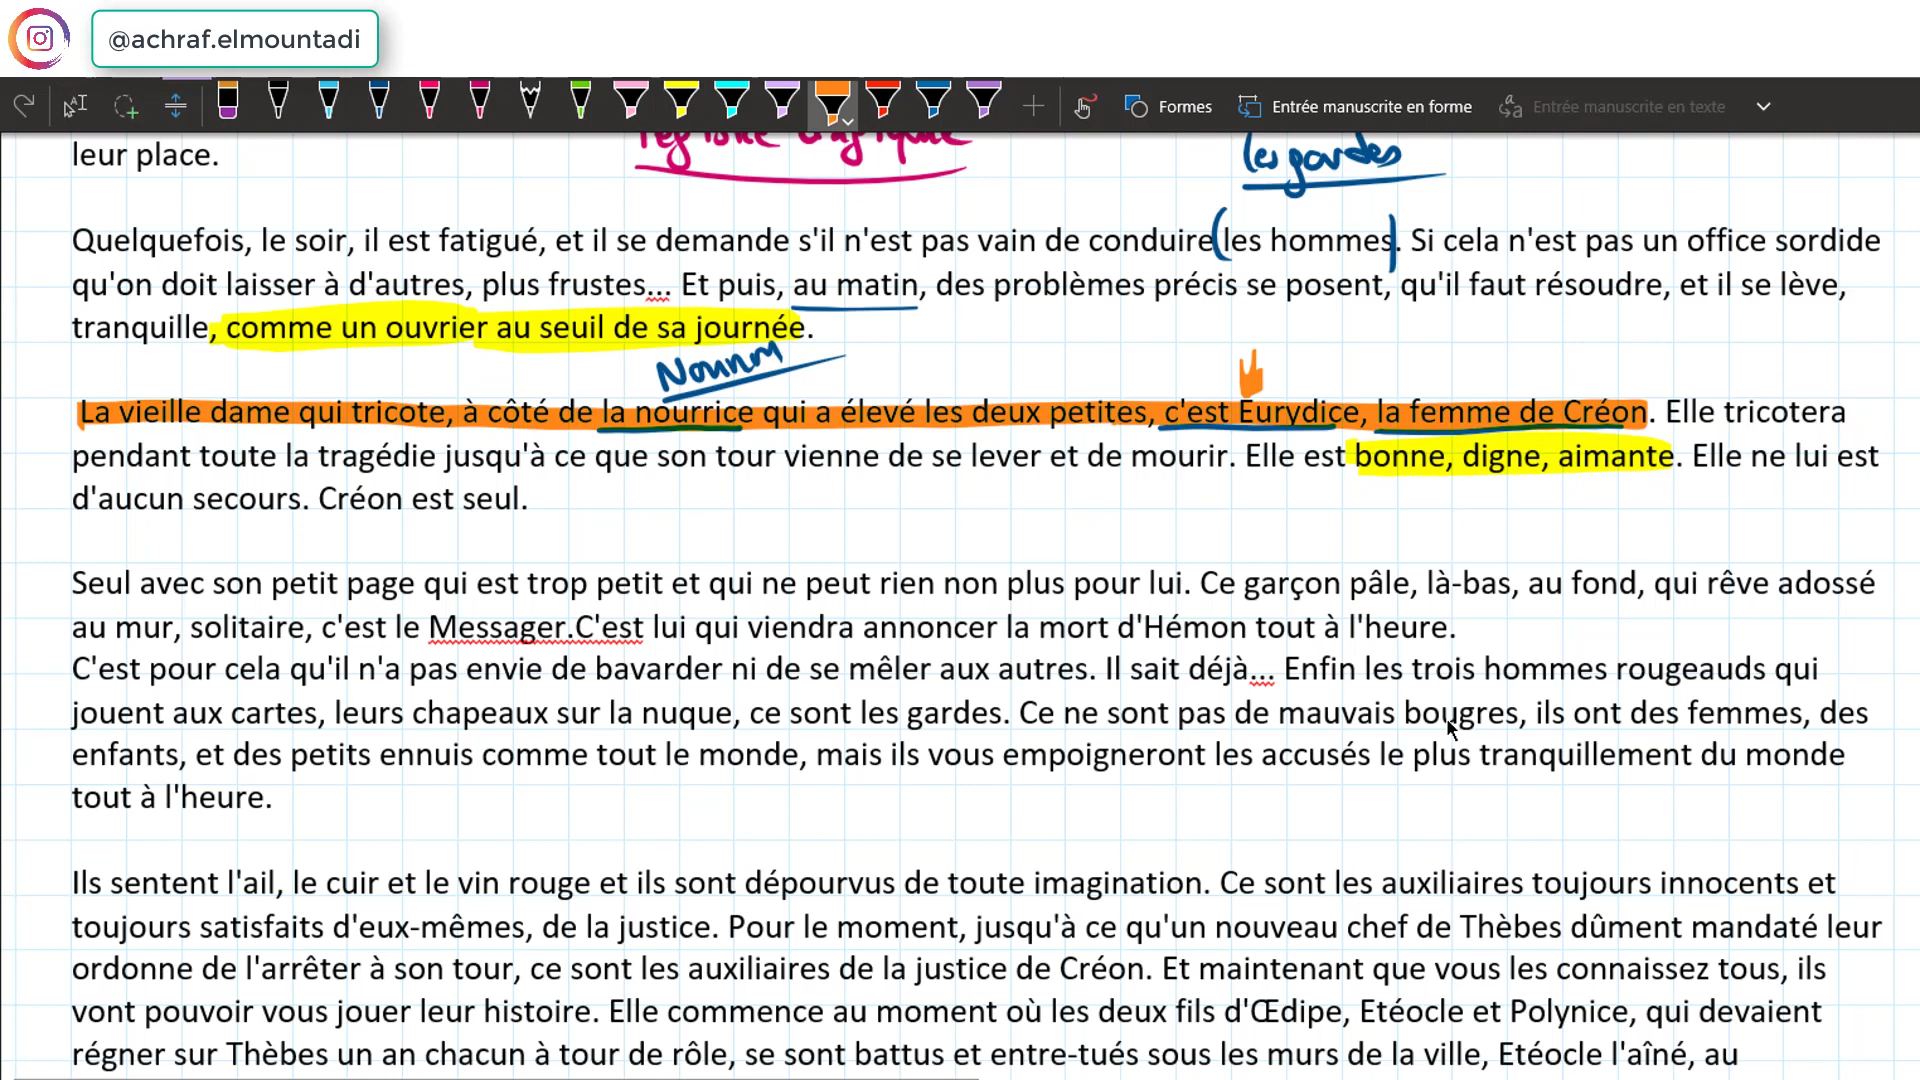 @achraf.elmountadi
Formes
Entrée manuscrite en forme
Entrée manuscrite en texte
registre tragique
les gardes
leur place.
Quelquefois, le soir, il est fatigué, et il se demande s'il n'est pas vain de conduire (les hommes). Si cela n'est pas un office sordide
qu'on doit laisser à d'autres, plus frustes... Et puis, au matin, des problèmes précis se posent, qu'il faut résoudre, et il se lève,
tranquille, comme un ouvrier au seuil de sa journée.
La vieille dame qui tricote, à côté de la nourrice qui a élevé les deux petites, c'est Eurydice, la femme de Créon. Elle tricotera
pendant toute la tragédie jusqu'à ce que son tour vienne de se lever et de mourir. Elle est bonne, digne, aimante. Elle ne lui est
d'aucun secours. Créon est seul.
Seul avec son petit page qui est trop petit et qui ne peut rien non plus pour lui. Ce garçon pâle, là-bas, au fond, qui rêve adossé
au mur, solitaire, c'est le Messager.C'est lui qui viendra annoncer la mort d'Hémon tout à l'heure.
C'est pour cela qu'il n'a pas envie de bavarder ni de se mêler aux autres. Il sait déjà... Enfin les trois hommes rougeauds qui
jouent aux cartes, leurs chapeaux sur la nuque, ce sont les gardes. Ce ne sont pas de mauvais bougres, ils ont des femmes, des
enfants, et des petits ennuis comme tout le monde, mais ils vous empoigneront les accusés le plus tranquillement du monde
tout à l'heure.
Ils sentent l'ail, le cuir et le vin rouge et ils sont dépourvus de toute imagination. Ce sont les auxiliaires toujours innocents et
toujours satisfaits d'eux-mêmes, de la justice. Pour le moment, jusqu'à ce qu'un nouveau chef de Thèbes dûment mandaté leur
ordonne de l'arrêter à son tour, ce sont les auxiliaires de la justice de Créon. Et maintenant que vous les connaissez tous, ils
vont pouvoir vous jouer leur histoire. Elle commence au moment où les deux fils d'Œdipe, Etéocle et Polynice, qui devaient
régner sur Thèbes un an chacun à tour de rôle, se sont battus et entre-tués sous les murs de la ville, Etéocle l'aîné, au